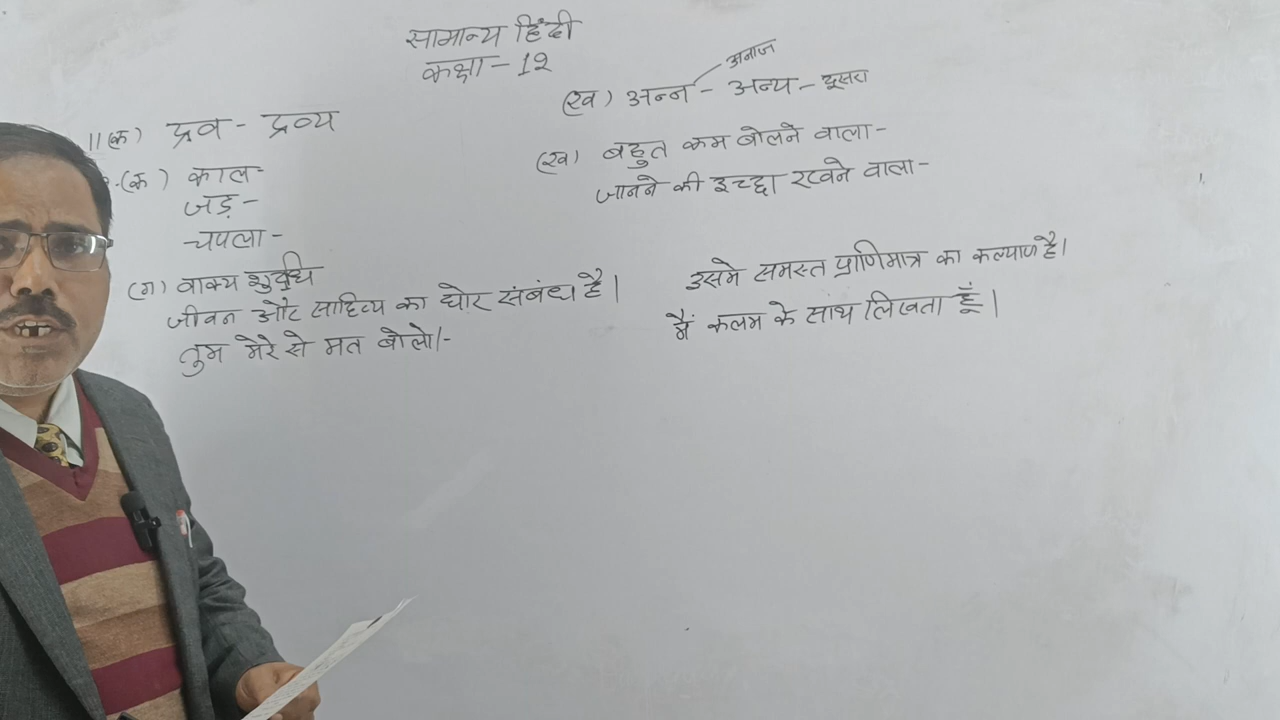 सामान्य हिंदी
कक्षा - 12
11(क) द्रव - द्रव्य
(ख) अन्न - अन्य - दूसरा
अनाज
(क) काल-
जड़ -
चपला -
(ख) बहुत कम बोलने वाला -
जानने की इच्छा रखने वाला -
(ग) वाक्य शुद्धि
जीवन और साहित्य का घोर संबंध है।
तुम मेरे से मत बोलो।-
उसमे समस्त प्राणिमात्र का कल्याण है।
मैं कलम के साथ लिखता हूँ।